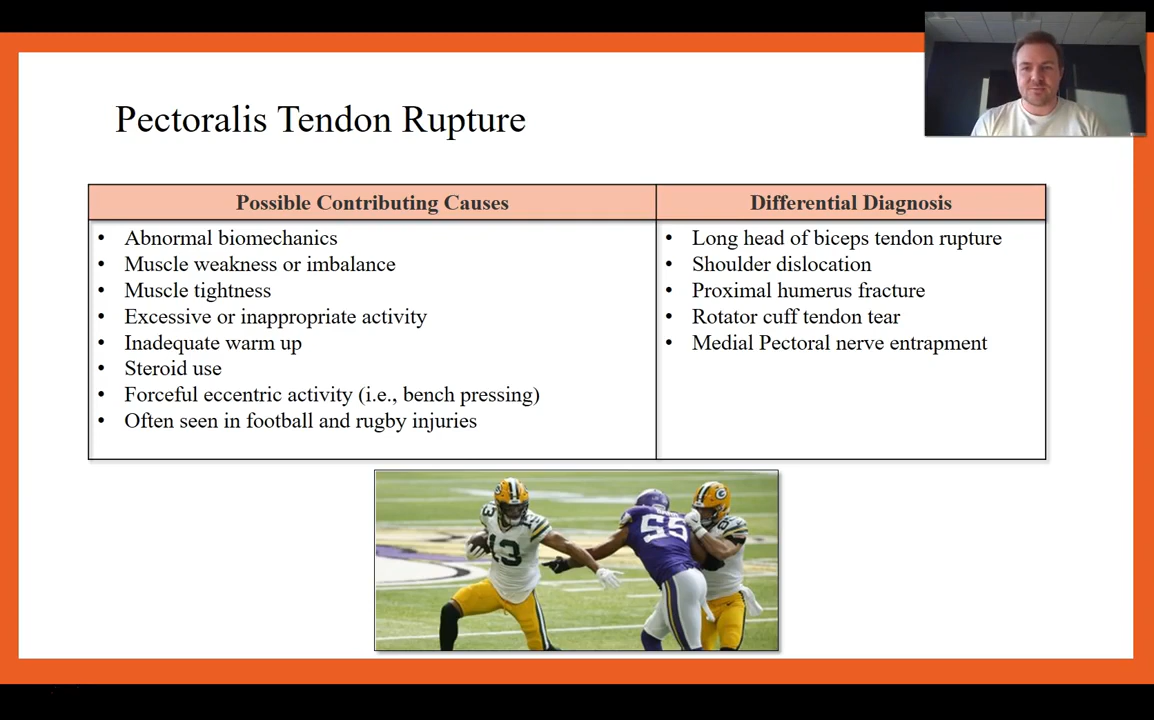 Pectoralis Tendon Rupture
Possible Contributing Causes
Differential Diagnosis
• Abnormal biomechanics
• Muscle weakness or imbalance
• Muscle tightness
• Excessive or inappropriate activity
• Inadequate warm up
• Steroid use
• Forceful eccentric activity (i.e., bench pressing)
• Often seen in football and rugby injuries
• Long head of biceps tendon rupture
• Shoulder dislocation
• Proximal humerus fracture
• Rotator cuff tendon tear
• Medial Pectoral nerve entrapment
13
55